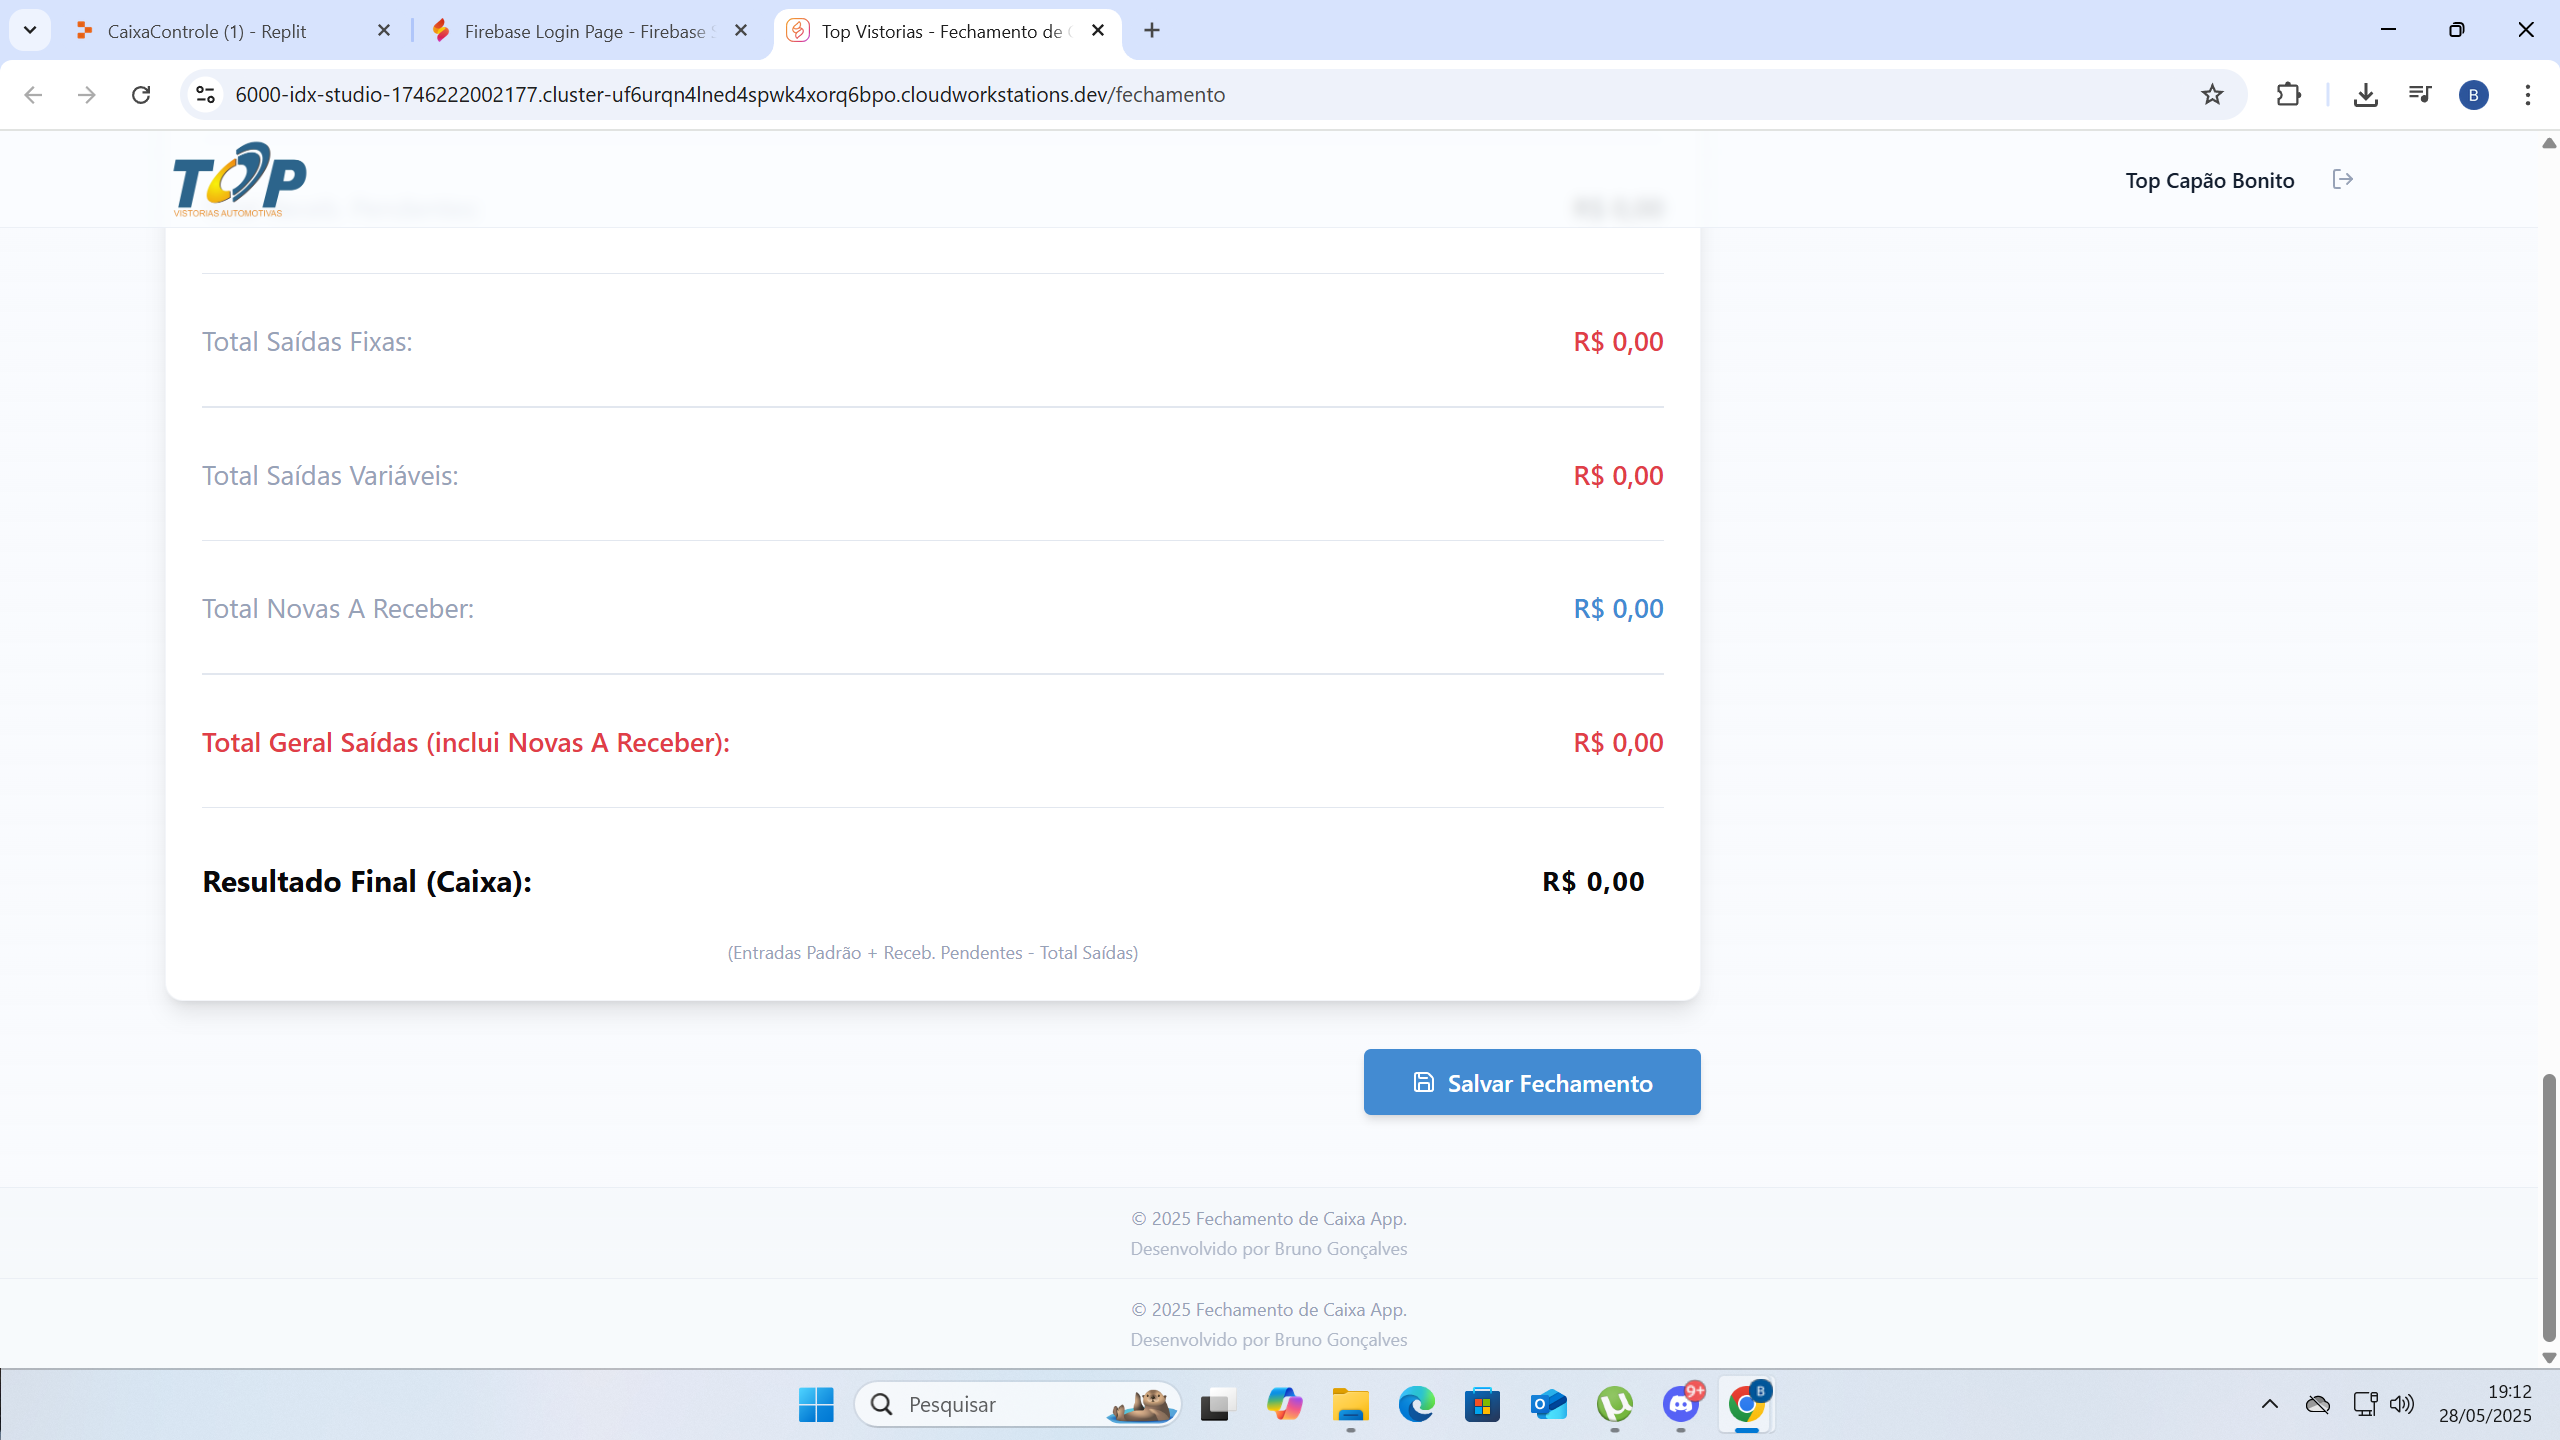 CaixaControle (1) - Replit
Firebase Login Page - Firebase S
Top Vistorias - Fechamento de C
6000-idx-studio-1746222002177.cluster-uf6urqn4lned4spwk4xorq6bpo.cloudworkstations.dev/fechamento
B
TOP
VISTORIAS AUTOMOTIVAS
Top Capão Bonito
Total Saídas Fixas: R$ 0,00
Total Saídas Variáveis: R$ 0,00
Total Novas A Receber: R$ 0,00
Total Geral Saídas (inclui Novas A Receber): R$ 0,00
Resultado Final (Caixa): R$ 0,00
(Entradas Padrão + Receb. Pendentes - Total Saídas)
Salvar Fechamento
© 2025 Fechamento de Caixa App.
Desenvolvido por Bruno Gonçalves
© 2025 Fechamento de Caixa App.
Desenvolvido por Bruno Gonçalves
Pesquisar
9+
B
19:12
28/05/2025